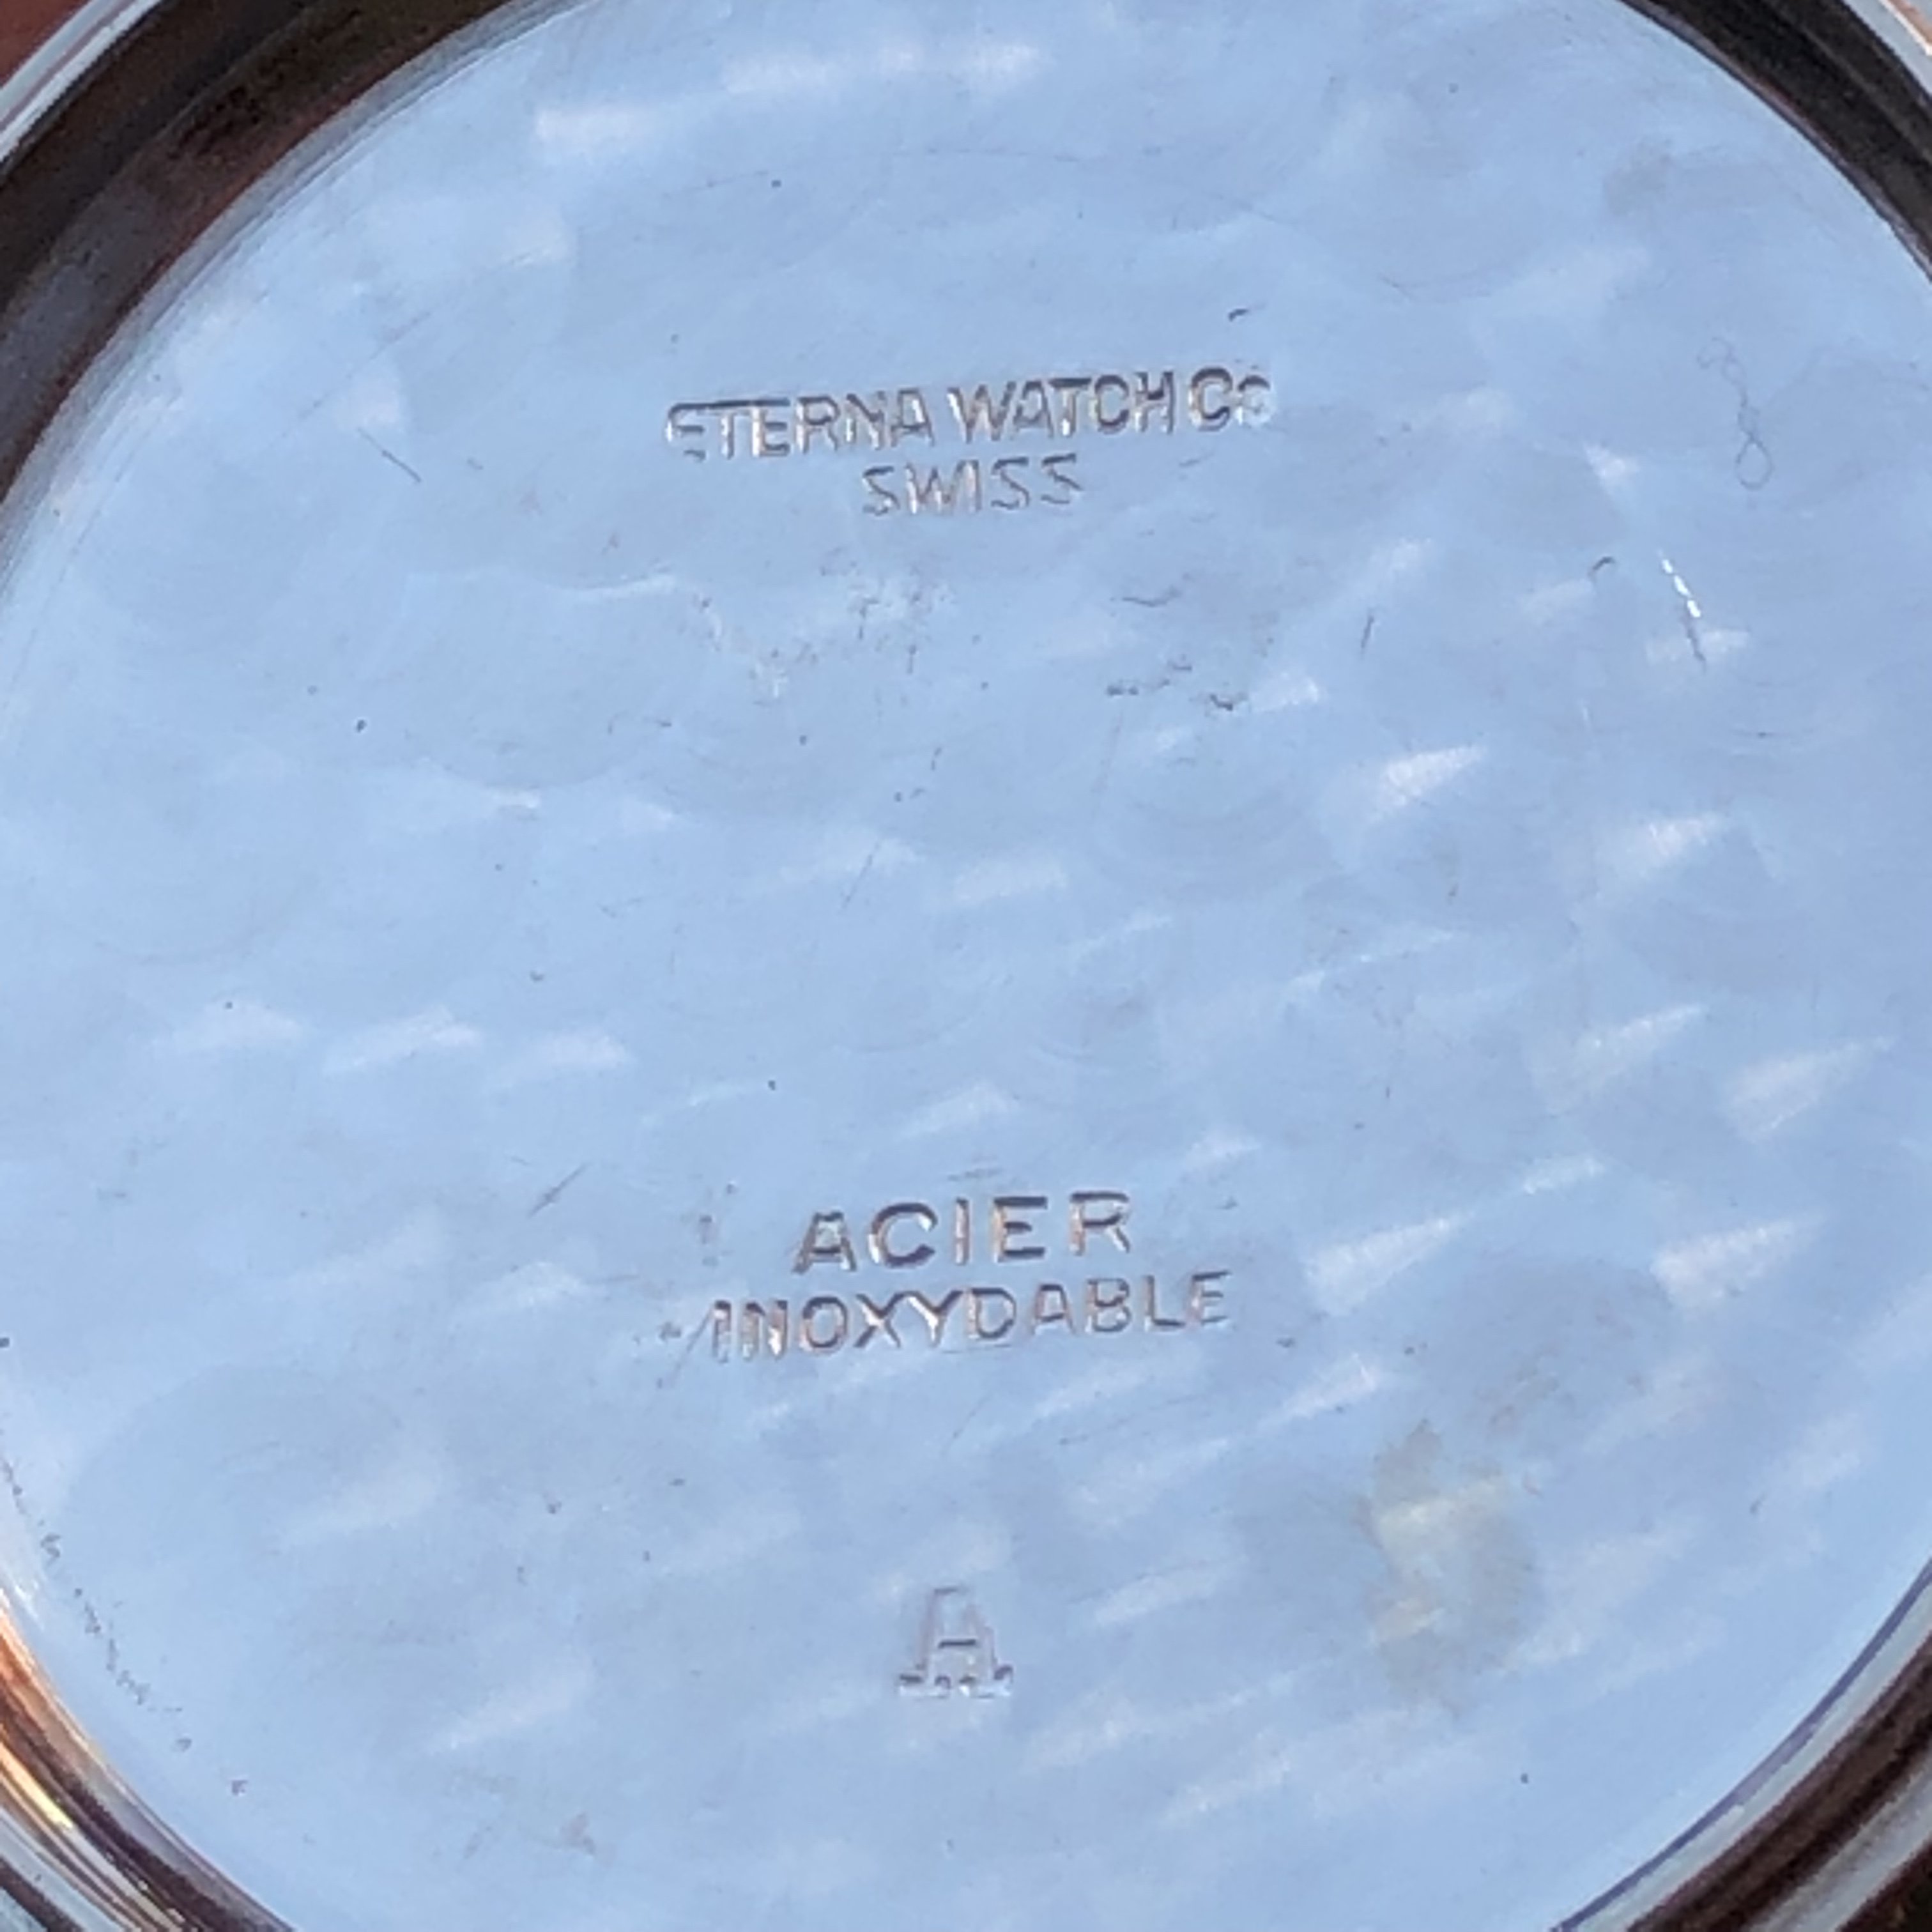 ETERNA WATCH Co
SWISS
ACIER
INOXYDABLE
A